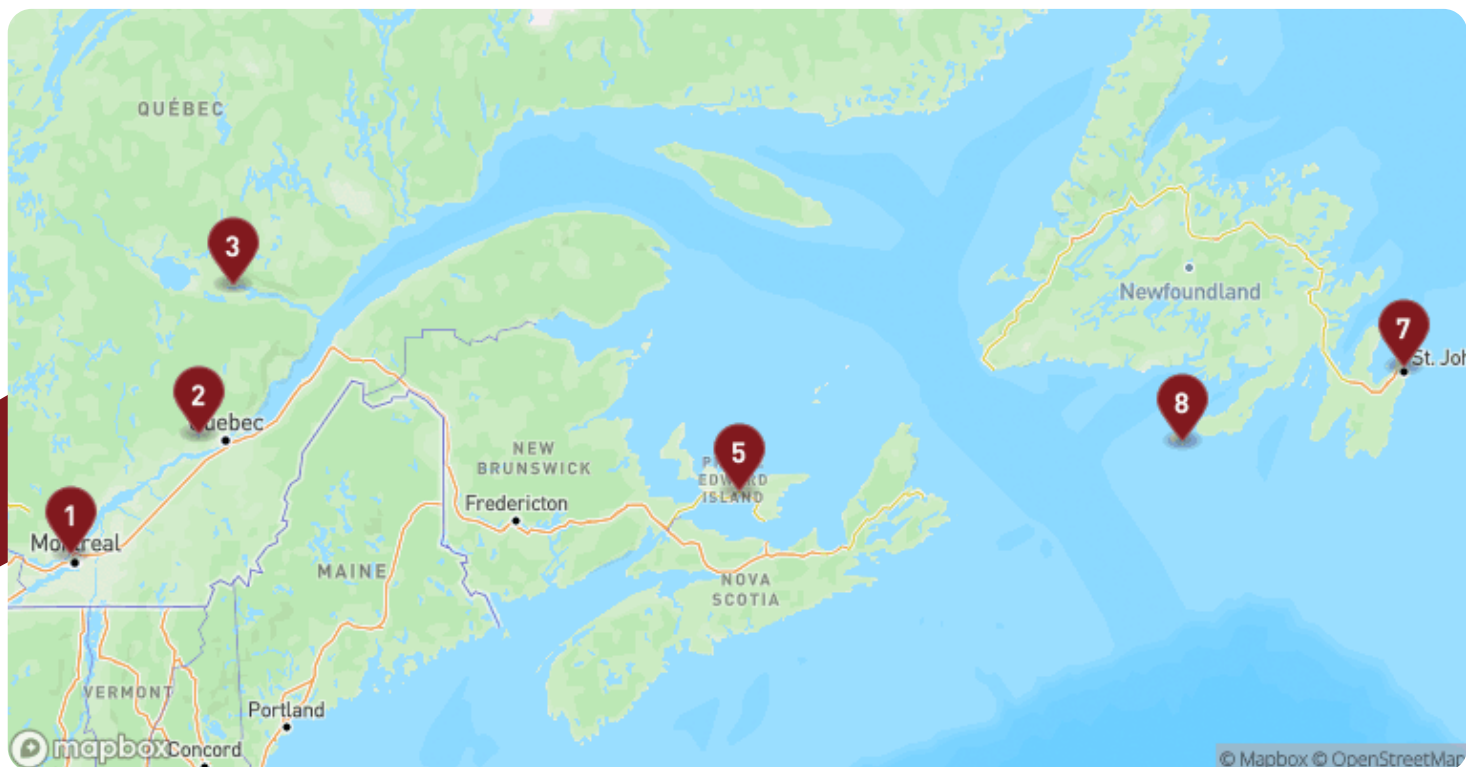 QUÉBEC
3
Newfoundland
7
St. Joh
2
uebec
8
5
NEW
BRUNSWICK
EDWARD
ISLAND
Fredericton
1
Montreal
MAINE
NOVA
SCOTIA
VERMONT
Portland
mapbox
Concord
© Mapbox © OpenStreetMap